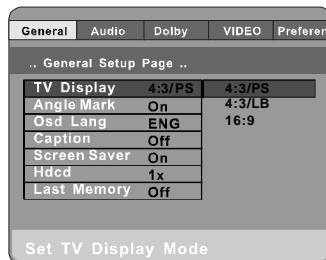 General Audio Dolby VIDEO Preferen
.. General Setup Page ..
TV Display 4:3/PS 4:3/PS
Angle Mark On 4:3/LB
Osd Lang ENG 16:9
Caption Off
Screen Saver On
Hdcd 1x
Last Memory Off
Set TV Display Mode